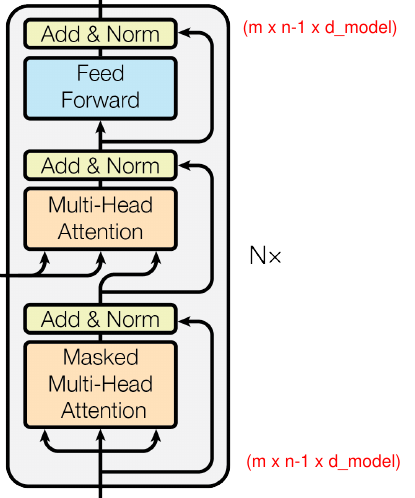 Add & Norm
(m x n-1 x d_model)
Feed
Forward
Add & Norm
Multi-Head
Attention
N×
Add & Norm
Masked
Multi-Head
Attention
(m x n-1 x d_model)